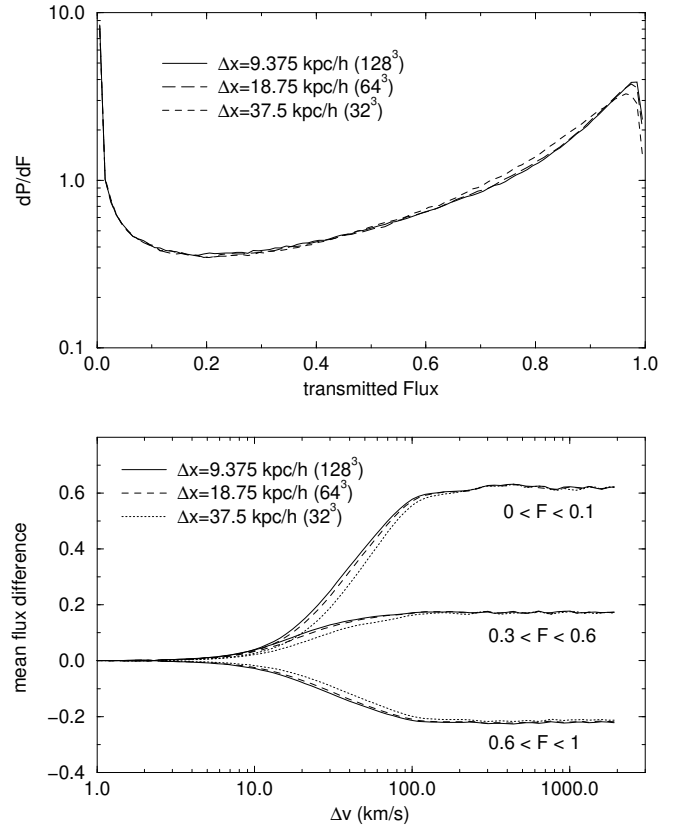 10.0
1.0
0.1
dP/dF
Δx=9.375 kpc/h (128³)
Δx=18.75 kpc/h (64³)
Δx=37.5 kpc/h (32³)
0.0 0.2 0.4 0.6 0.8 1.0
transmitted Flux
0.6
0.4
0.2
0.0
−0.2
−0.4
mean flux difference
Δx=9.375 kpc/h (128³)
Δx=18.75 kpc/h (64³)
Δx=37.5 kpc/h (32³)
0 < F < 0.1
0.3 < F < 0.6
0.6 < F < 1
1.0 10.0 100.0 1000.0
Δv (km/s)